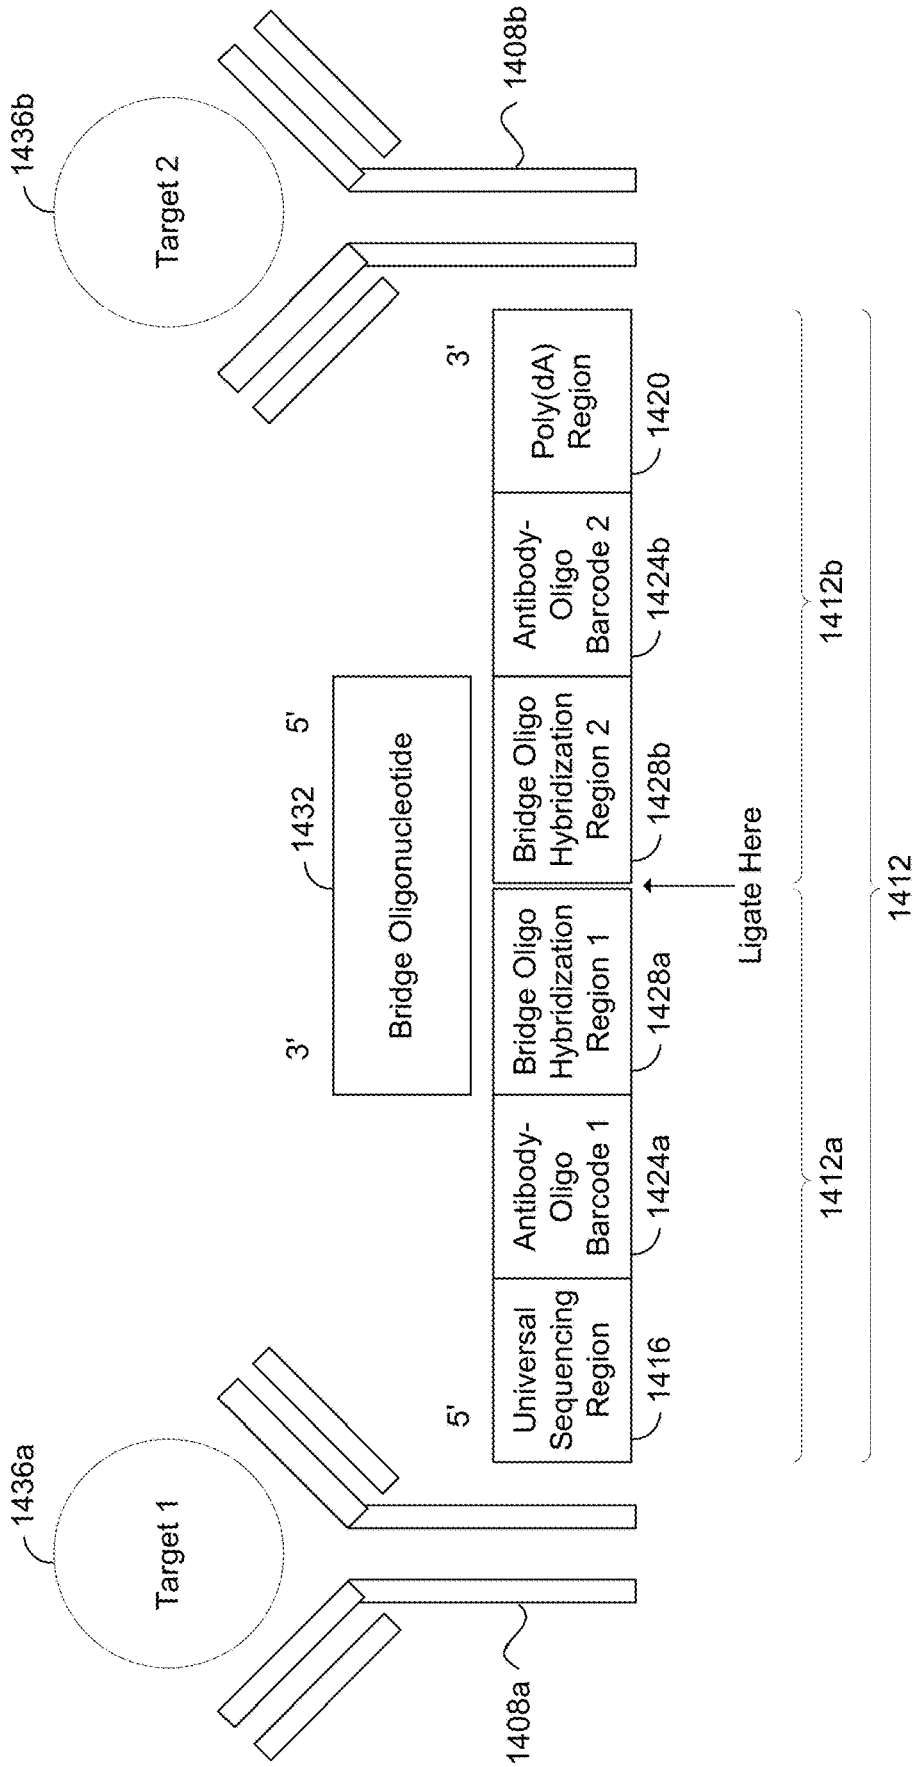 1436a
1436b
Target 1
Target 2
1432
3'
5'
Bridge Oligonucleotide
5'
3'
1408a
1408b
Universal
Sequencing
Region
Antibody-
Oligo
Barcode 1
Bridge Oligo
Hybridization
Region 1
Bridge Oligo
Hybridization
Region 2
Antibody-
Oligo
Barcode 2
Poly(dA)
Region
1416
1424a
1428a
1428b
1424b
1420
Ligate Here
1412a
1412b
1412